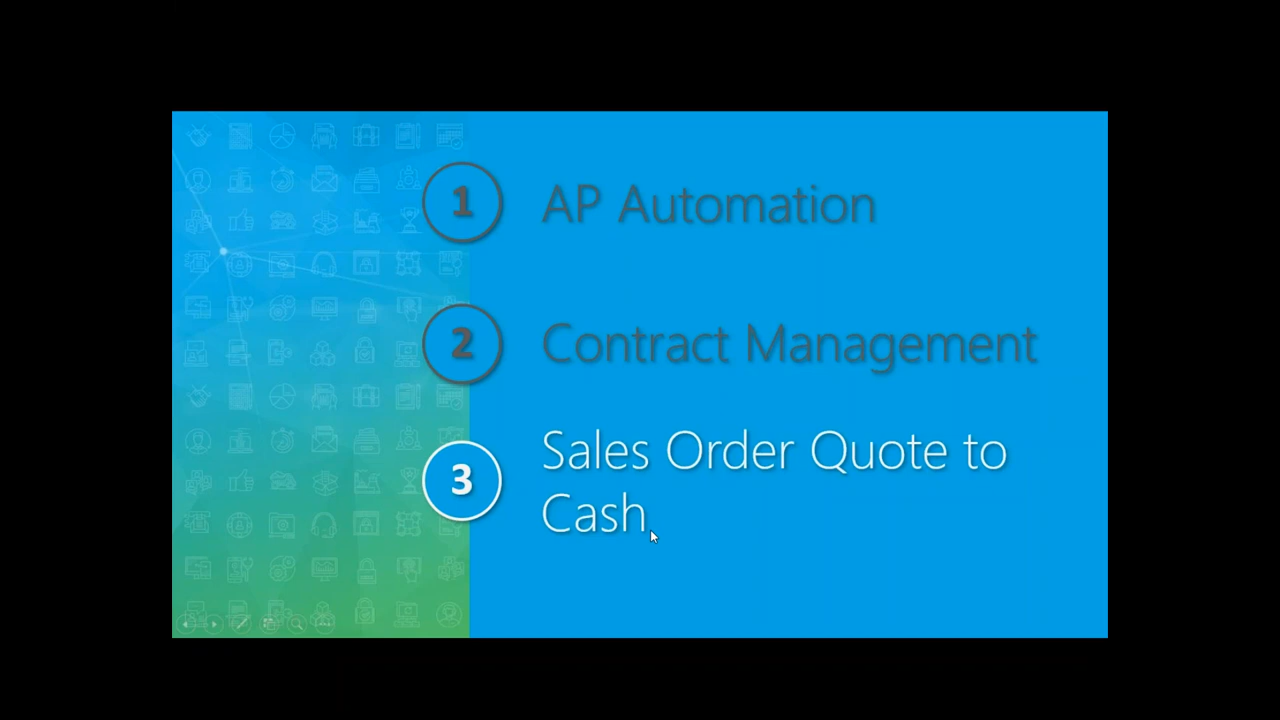 1 AP Automation
2 Contract Management
3 Sales Order Quote to
Cash